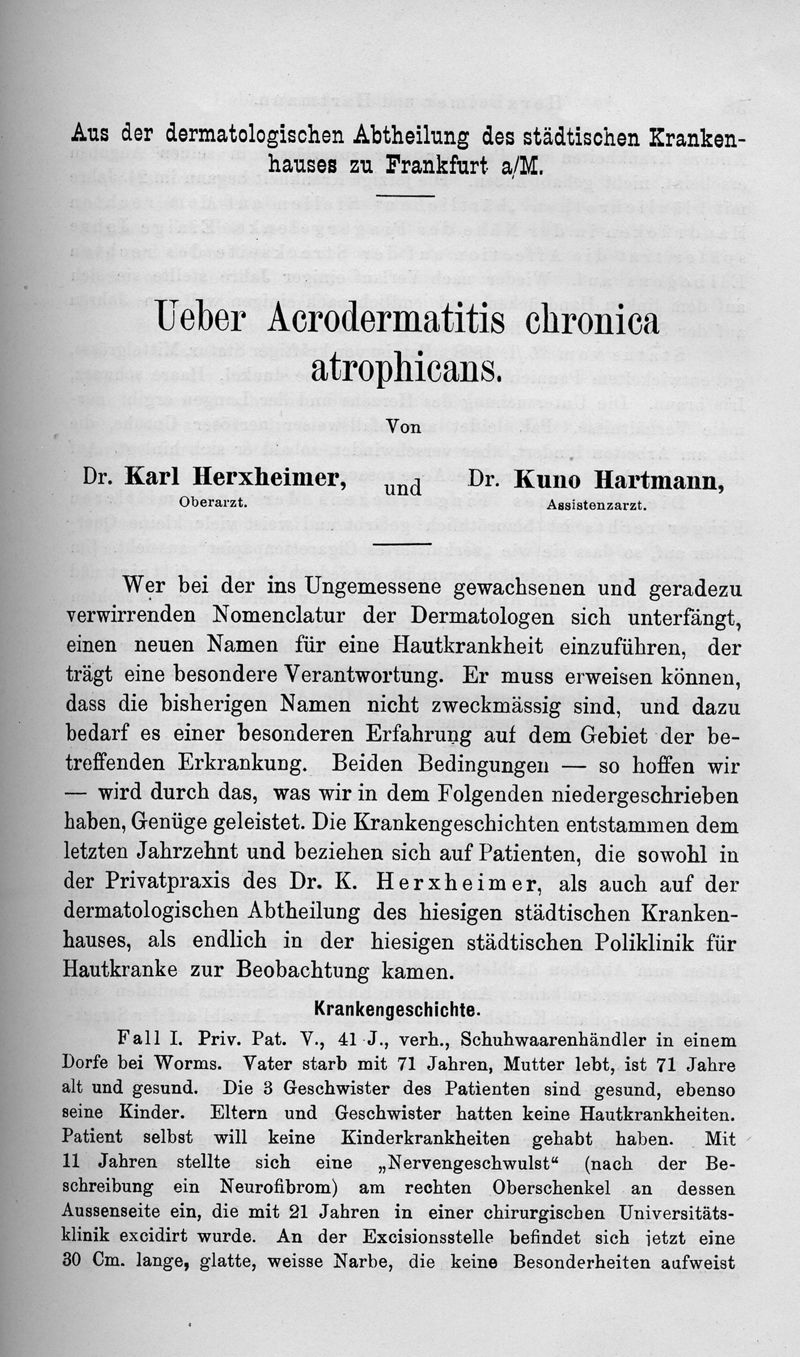 Aus der dermatologischen Abtheilung des städtischen Kranken-
hauses zu Frankfurt a/M.
Ueber Acrodermatitis chronica
atrophicans.
Von
Dr. Karl Herxheimer, und Dr. Kuno Hartmann,
Oberarzt. Assistenzarzt.
Wer bei der ins Ungemessene gewachsenen und geradezu
verwirrenden Nomenclatur der Dermatologen sich unterfängt,
einen neuen Namen für eine Hautkrankheit einzuführen, der
trägt eine besondere Verantwortung. Er muss erweisen können,
dass die bisherigen Namen nicht zweckmässig sind, und dazu
bedarf es einer besonderen Erfahrung auf dem Gebiet der be-
treffenden Erkrankung. Beiden Bedingungen — so hoffen wir
— wird durch das, was wir in dem Folgenden niedergeschrieben
haben, Genüge geleistet. Die Krankengeschichten entstammen dem
letzten Jahrzehnt und beziehen sich auf Patienten, die sowohl in
der Privatpraxis des Dr. K. Herxheimer, als auch auf der
dermatologischen Abtheilung des hiesigen städtischen Kranken-
hauses, als endlich in der hiesigen städtischen Poliklinik für
Hautkranke zur Beobachtung kamen.
Krankengeschichte.
Fall I. Priv. Pat. V., 41 J., verh., Schuhwaarenhändler in einem
Dorfe bei Worms. Vater starb mit 71 Jahren, Mutter lebt, ist 71 Jahre
alt und gesund. Die 3 Geschwister des Patienten sind gesund, ebenso
seine Kinder. Eltern und Geschwister hatten keine Hautkrankheiten.
Patient selbst will keine Kinderkrankheiten gehabt haben. Mit
11 Jahren stellte sich eine „Nervengeschwulst“ (nach der Be-
schreibung ein Neurofibrom) am rechten Oberschenkel an dessen
Aussenseite ein, die mit 21 Jahren in einer chirurgischen Universitäts-
klinik excidirt wurde. An der Excisionsstelle befindet sich jetzt eine
30 Cm. lange, glatte, weisse Narbe, die keine Besonderheiten aufweist